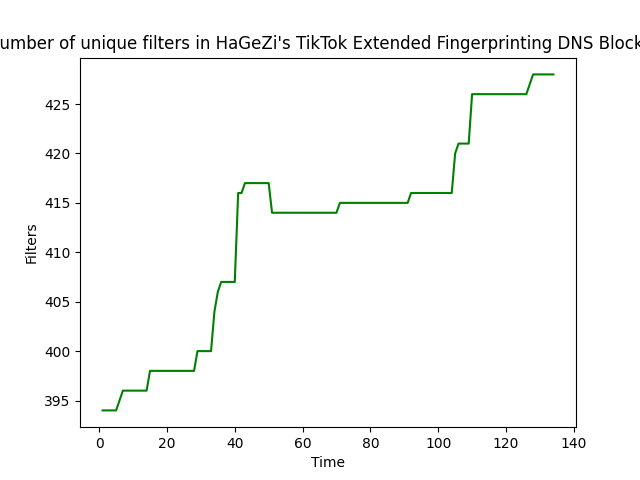 umber of unique filters in HaGeZi's TikTok Extended Fingerprinting DNS Block
425
420
415
410
405
400
395
Filters
0 20 40 60 80 100 120 140
Time